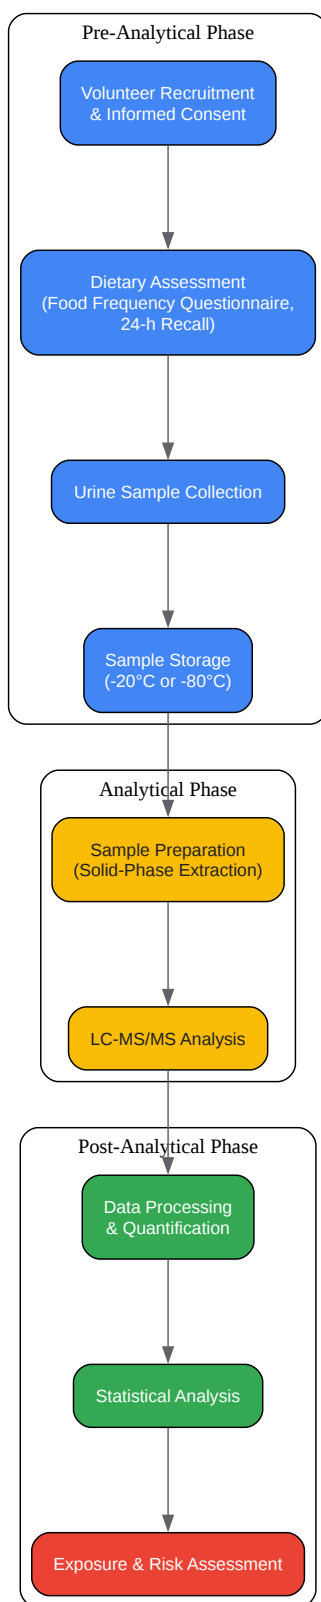 Pre-Analytical Phase
Volunteer Recruitment
& Informed Consent
Dietary Assessment
(Food Frequency Questionnaire,
24-h Recall)
Urine Sample Collection
Sample Storage
(-20°C or -80°C)
Analytical Phase
Sample Preparation
(Solid-Phase Extraction)
LC-MS/MS Analysis
Post-Analytical Phase
Data Processing
& Quantification
Statistical Analysis
Exposure & Risk Assessment